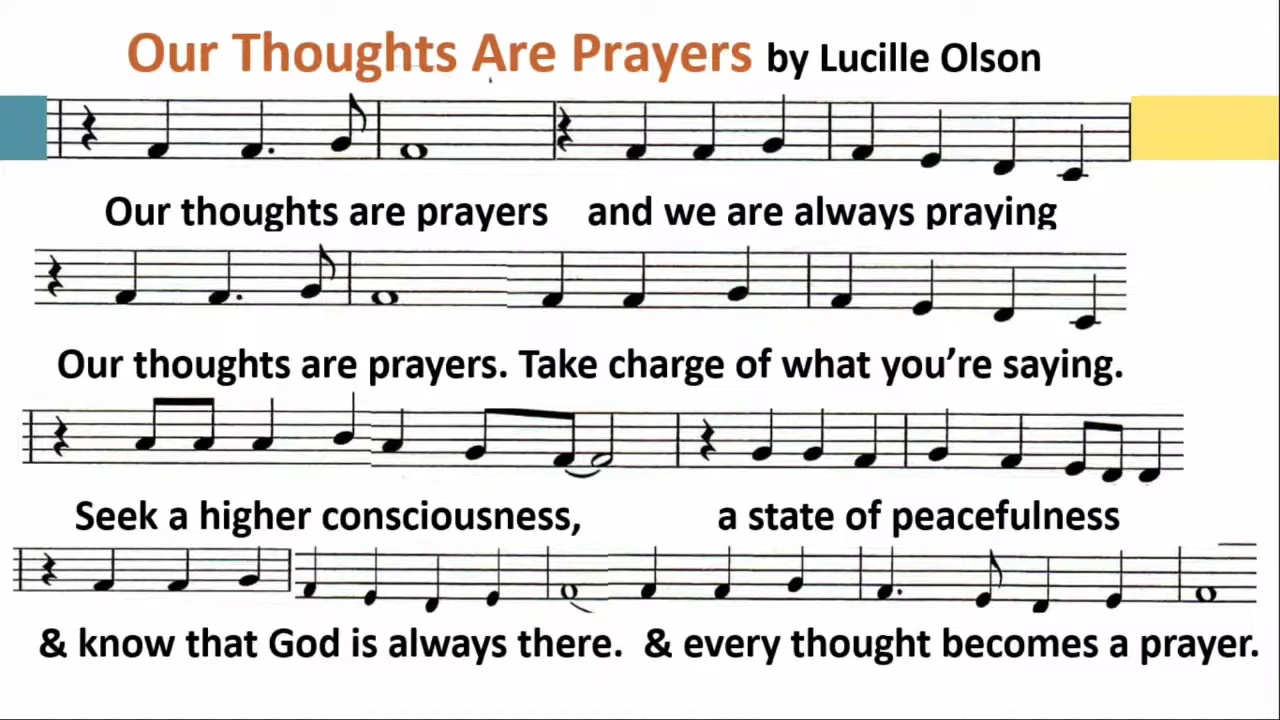 Our Thoughts Are Prayers by Lucille Olson
Our thoughts are prayers and we are always praying
Our thoughts are prayers. Take charge of what you’re saying.
Seek a higher consciousness, a state of peacefulness
& know that God is always there. & every thought becomes a prayer.